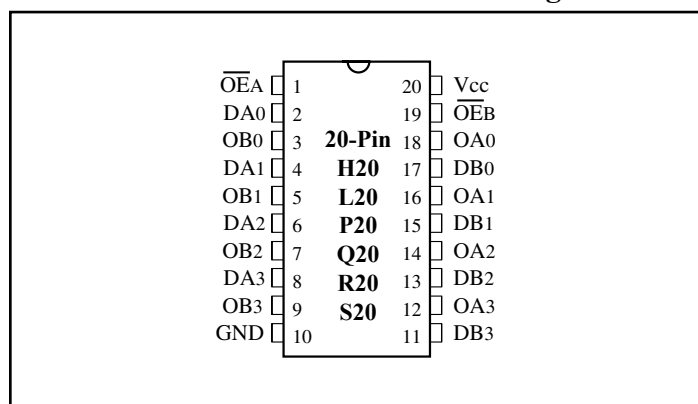 OEA 1 20 Vcc
DA0 2 19 OEB
OB0 3 20-Pin 18 OA0
DA1 4 H20 17 DB0
OB1 5 L20 16 OA1
DA2 6 P20 15 DB1
OB2 7 Q20 14 OA2
DA3 8 R20 13 DB2
OB3 9 S20 12 OA3
GND 10 11 DB3